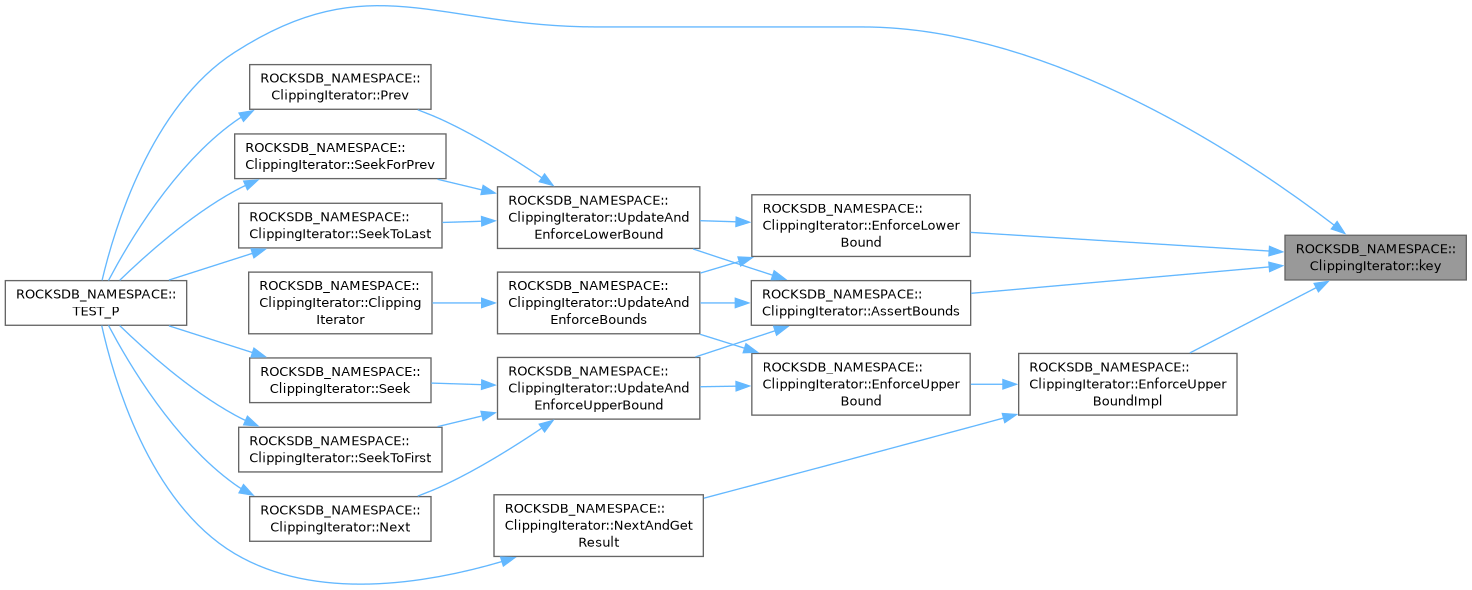 ROCKSDB_NAMESPACE::
ClippingIterator::Prev
ROCKSDB_NAMESPACE::
ClippingIterator::SeekForPrev
ROCKSDB_NAMESPACE::
ClippingIterator::SeekToLast
ROCKSDB_NAMESPACE::
TEST_P
ROCKSDB_NAMESPACE::
ClippingIterator::Clipping
Iterator
ROCKSDB_NAMESPACE::
ClippingIterator::Seek
ROCKSDB_NAMESPACE::
ClippingIterator::SeekToFirst
ROCKSDB_NAMESPACE::
ClippingIterator::Next
ROCKSDB_NAMESPACE::
ClippingIterator::UpdateAnd
EnforceLowerBound
ROCKSDB_NAMESPACE::
ClippingIterator::UpdateAnd
EnforceBounds
ROCKSDB_NAMESPACE::
ClippingIterator::UpdateAnd
EnforceUpperBound
ROCKSDB_NAMESPACE::
ClippingIterator::NextAndGet
Result
ROCKSDB_NAMESPACE::
ClippingIterator::EnforceLower
Bound
ROCKSDB_NAMESPACE::
ClippingIterator::AssertBounds
ROCKSDB_NAMESPACE::
ClippingIterator::EnforceUpper
Bound
ROCKSDB_NAMESPACE::
ClippingIterator::EnforceUpper
BoundImpl
ROCKSDB_NAMESPACE::
ClippingIterator::key